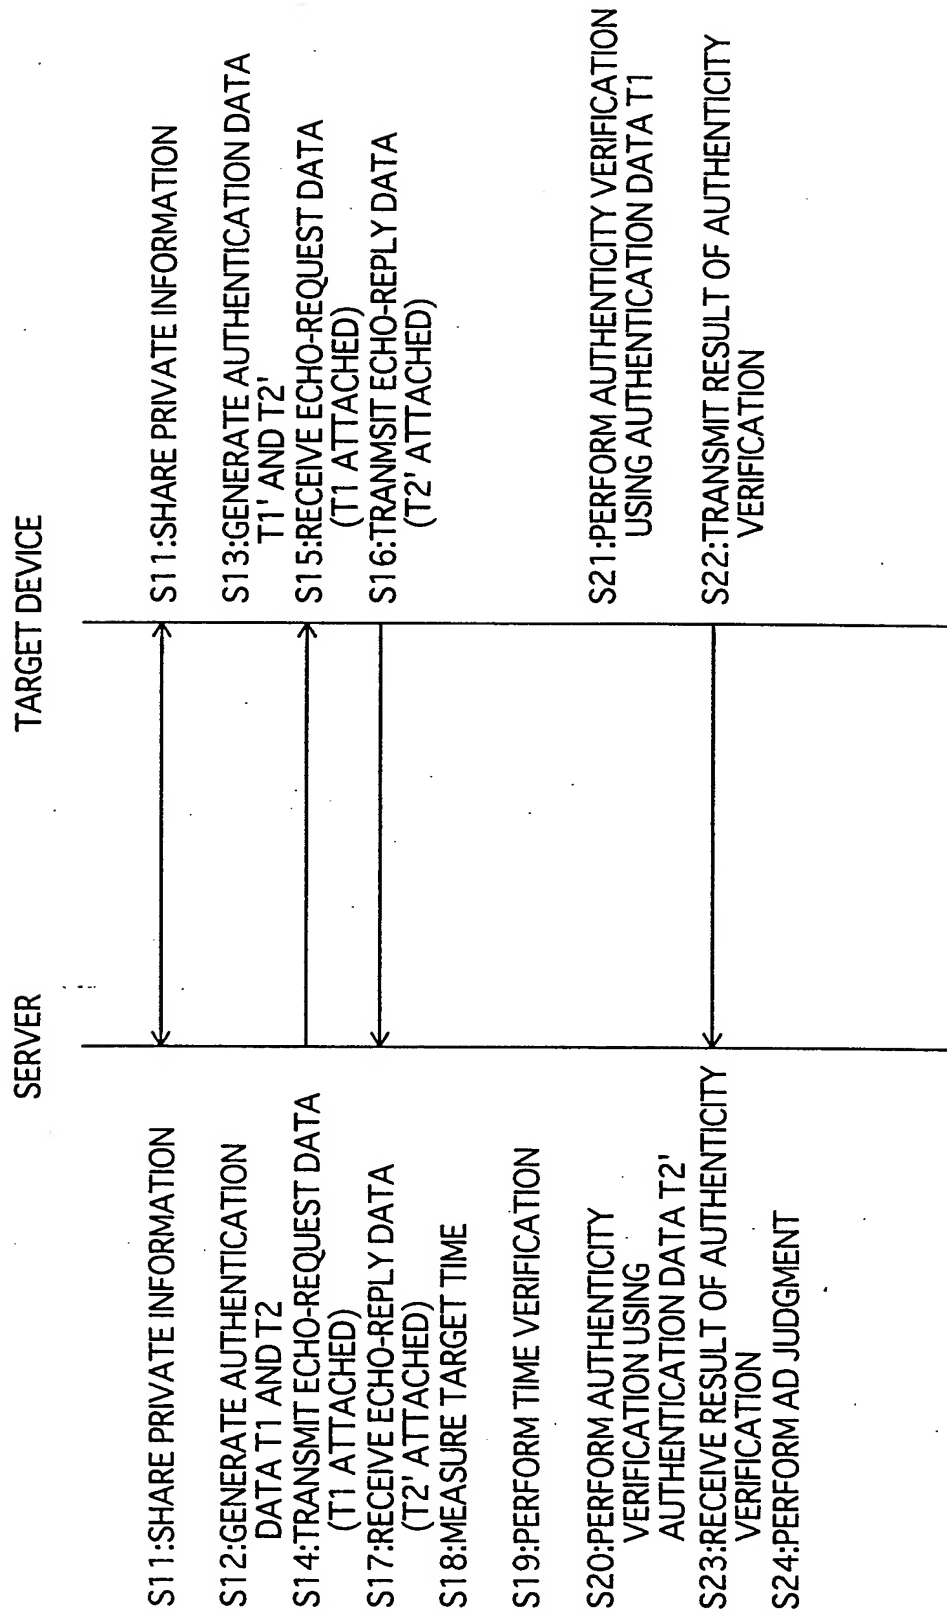 SERVER
TARGET DEVICE
S11:SHARE PRIVATE INFORMATION
S12:GENERATE AUTHENTICATION
DATA T1 AND T2
S14:TRANSMIT ECHO-REQUEST DATA
(T1 ATTACHED)
S17:RECEIVE ECHO-REPLY DATA
(T2' ATTACHED)
S18:MEASURE TARGET TIME
S19:PERFORM TIME VERIFICATION
S20:PERFORM AUTHENTICITY
VERIFICATION USING
AUTHENTICATION DATA T2'
S23:RECEIVE RESULT OF AUTHENTICITY
VERIFICATION
S24:PERFORM AD JUDGMENT
S11:SHARE PRIVATE INFORMATION
S13:GENERATE AUTHENTICATION DATA
T1' AND T2'
S15:RECEIVE ECHO-REQUEST DATA
(T1 ATTACHED)
S16:TRANMSIT ECHO-REPLY DATA
(T2' ATTACHED)
S21:PERFORM AUTHENTICITY VERIFICATION
USING AUTHENTICATION DATA T1
S22:TRANSMIT RESULT OF AUTHENTICITY
VERIFICATION